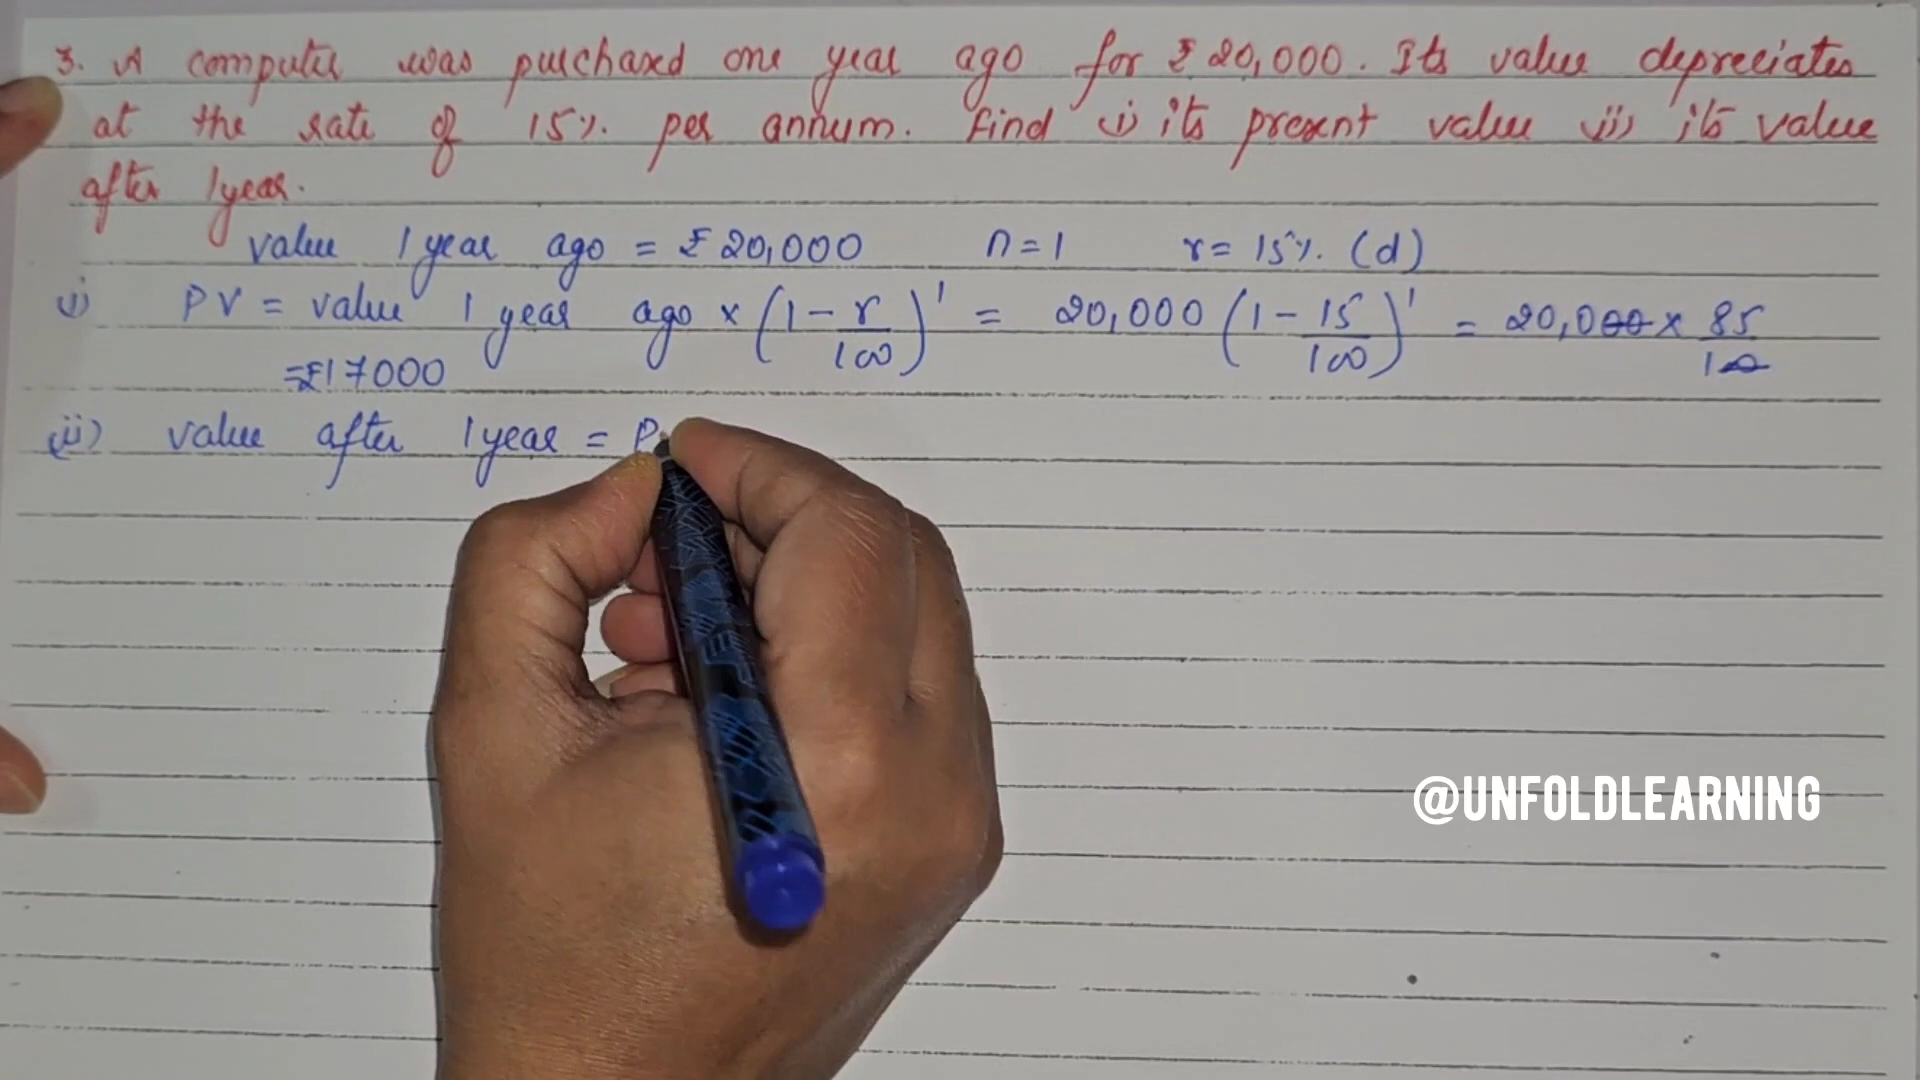 3. A computer was purchased one year ago for ₹ 20,000. Its value depreciates
at the rate of 15%. per annum. Find (i) its present value (ii) its value
after 1year.
value 1 year ago = ₹ 20,000 n = 1 r = 15%. (d)
(i) PV = value 1 year ago × (1 - r/100)¹ = 20,000 (1 - 15/100)¹ = 20,000 × 85/100
= ₹17000
(ii) value after 1year = P
@UNFOLDLEARNING